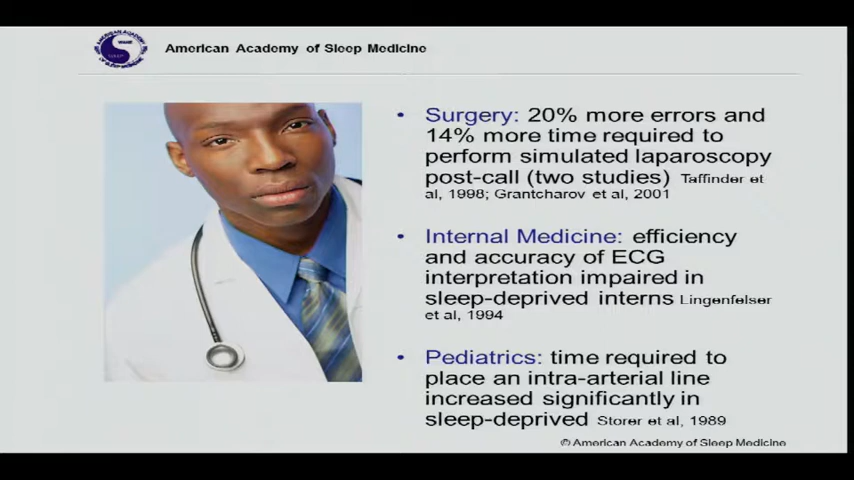 American Academy of Sleep Medicine
• Surgery: 20% more errors and
14% more time required to
perform simulated laparoscopy
post-call (two studies) Taffinder et
al, 1998; Grantcharov et al, 2001
• Internal Medicine: efficiency
and accuracy of ECG
interpretation impaired in
sleep-deprived interns Lingenfelser
et al, 1994
• Pediatrics: time required to
place an intra-arterial line
increased significantly in
sleep-deprived Storer et al, 1989
© American Academy of Sleep Medicine